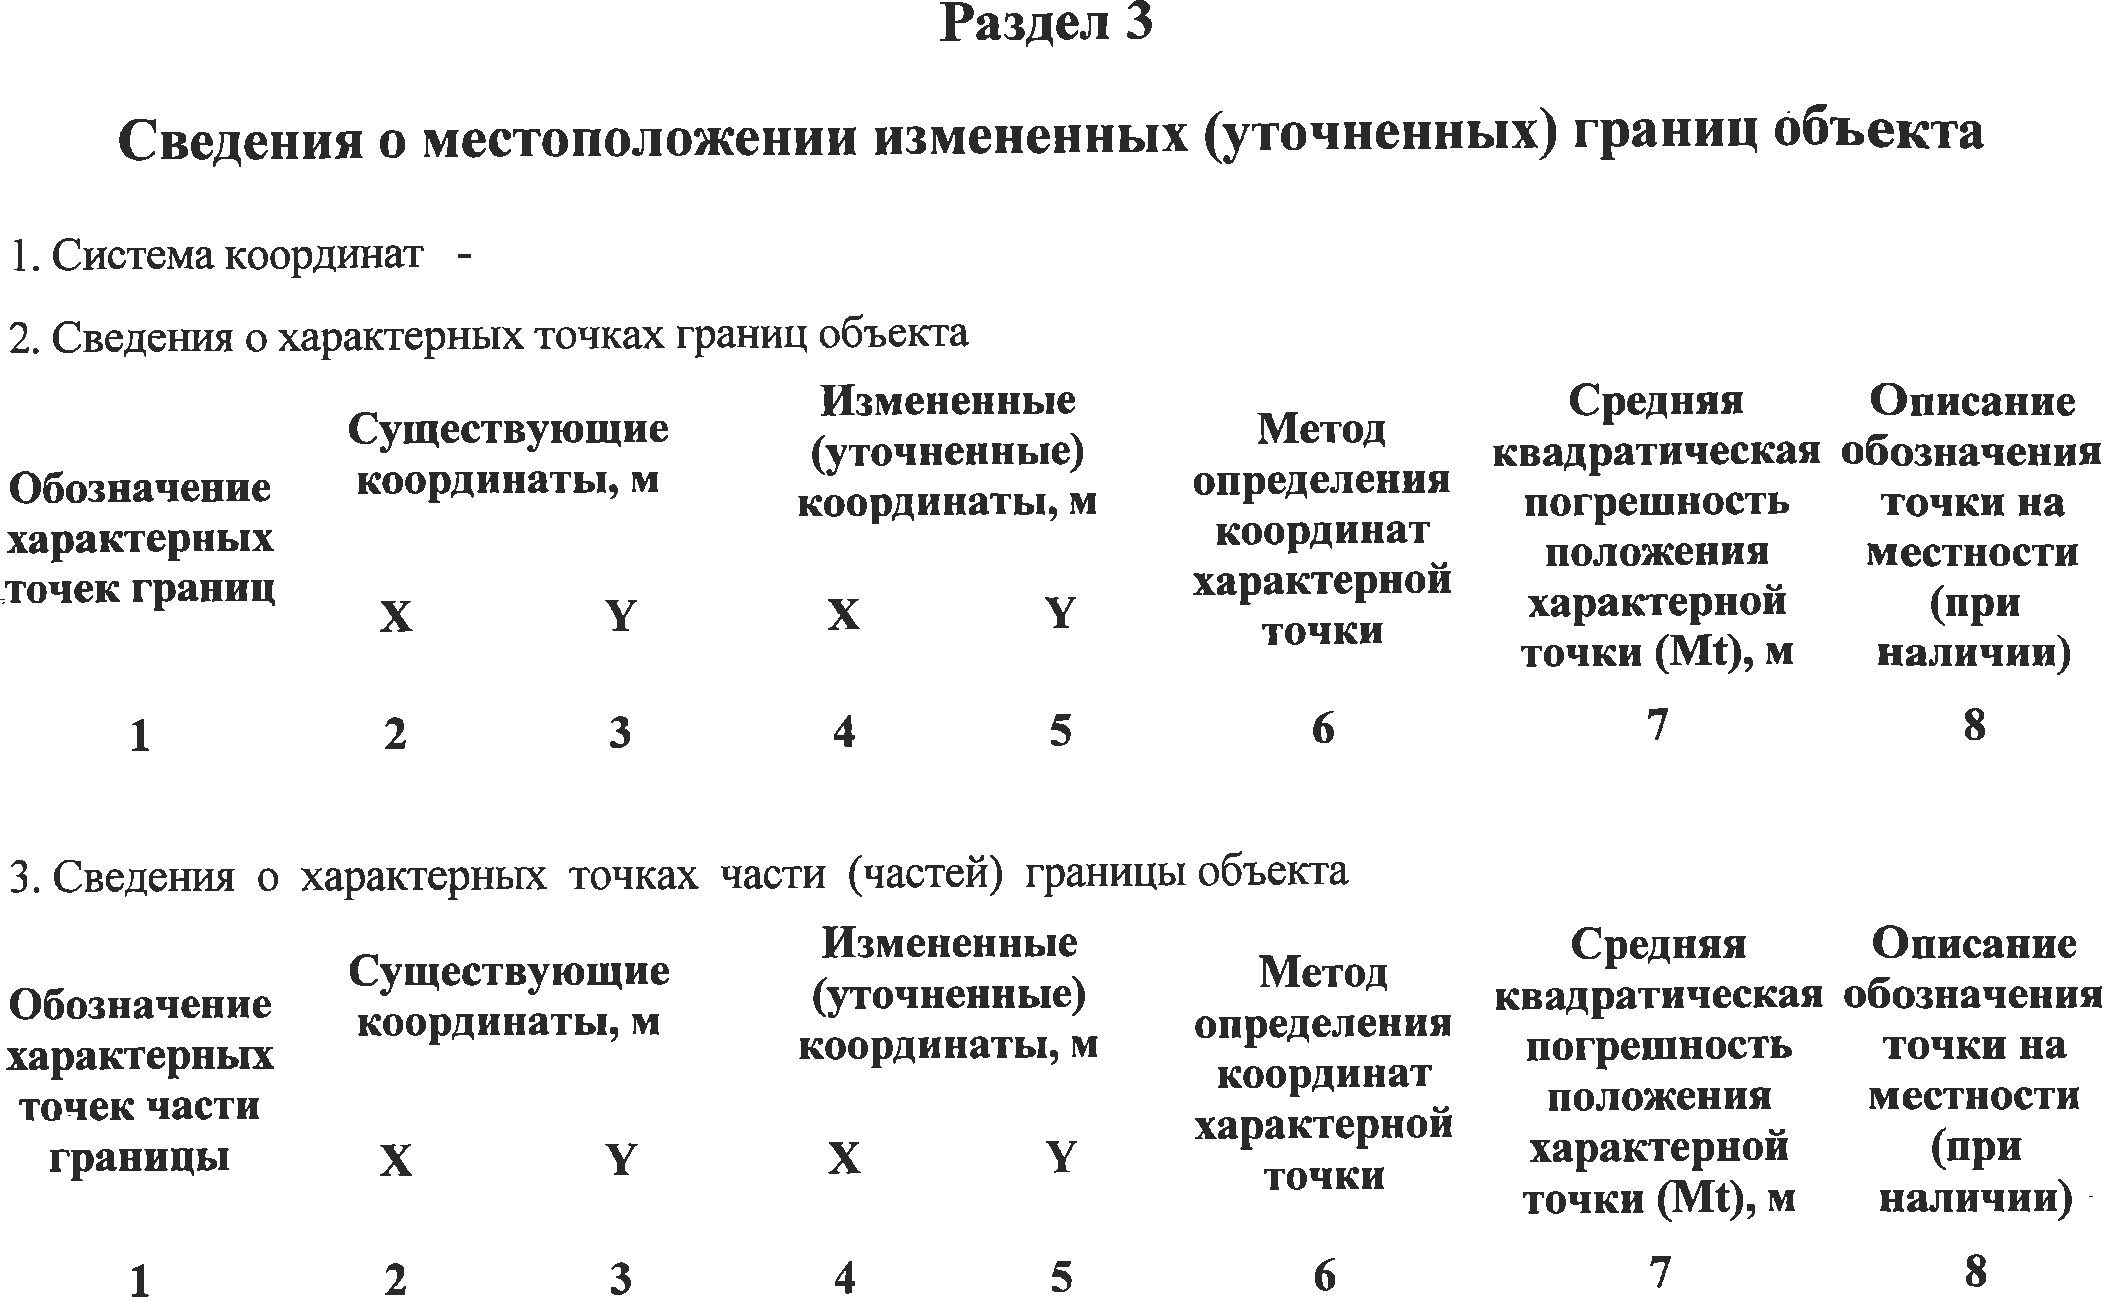 Раздел 3
Сведения о местоположении измененных (уточненных) границ объекта
1. Система координат -
2. Сведения о характерных точках границ объекта
Обозначение
характерных
точек границ
Существующие
координаты, м
X Y
Измененные
(уточненные)
координаты, м
X Y
Метод
определения
координат
характерной
точки
Средняя
квадратическая
погрешность
положения
характерной
точки (Mt), м
Описание
обозначения
точки на
местности
(при
наличии)
1 2 3 4 5 6 7 8
3. Сведения о характерных точках части (частей) границы объекта
Обозначение
характерных
точек части
границы
Существующие
координаты, м
X Y
Измененные
(уточненные)
координаты, м
X Y
Метод
определения
координат
характерной
точки
Средняя
квадратическая
погрешность
положения
характерной
точки (Mt), м
Описание
обозначения
точки на
местности
(при
наличии)
1 2 3 4 5 6 7 8